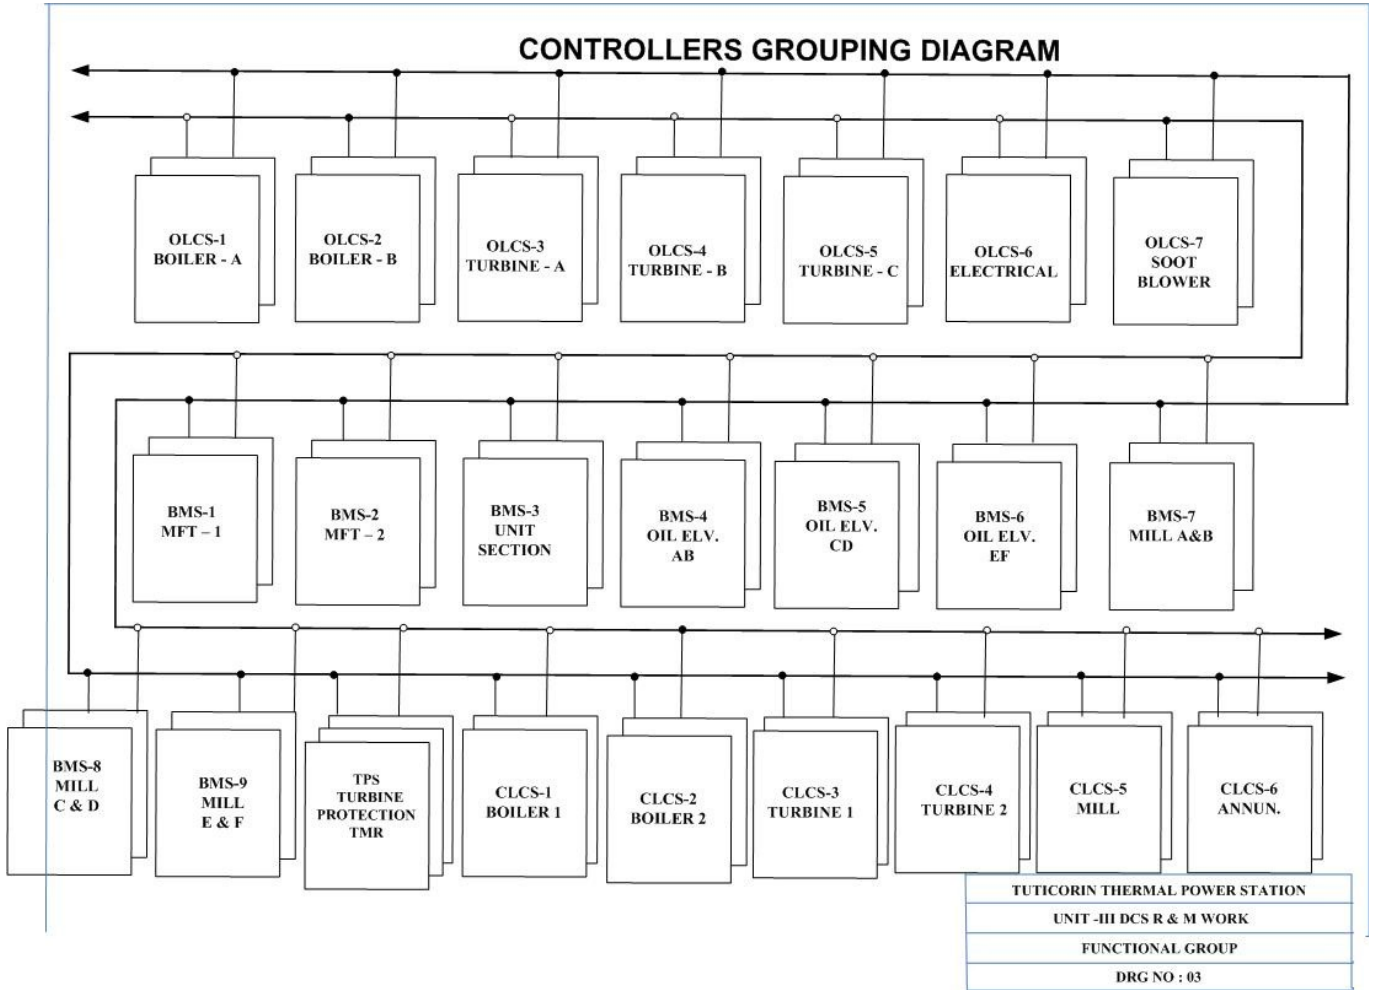 CONTROLLERS GROUPING DIAGRAM
OLCS-1
BOILER - A
OLCS-2
BOILER - B
OLCS-3
TURBINE - A
OLCS-4
TURBINE - B
OLCS-5
TURBINE - C
OLCS-6
ELECTRICAL
OLCS-7
SOOT
BLOWER
BMS-1
MFT – 1
BMS-2
MFT – 2
BMS-3
UNIT
SECTION
BMS-4
OIL ELV.
AB
BMS-5
OIL ELV.
CD
BMS-6
OIL ELV.
EF
BMS-7
MILL A&B
BMS-8
MILL
C & D
BMS-9
MILL
E & F
TPS
TURBINE
PROTECTION
TMR
CLCS-1
BOILER 1
CLCS-2
BOILER 2
CLCS-3
TURBINE 1
CLCS-4
TURBINE 2
CLCS-5
MILL
CLCS-6
ANNUN.
TUTICORIN THERMAL POWER STATION
UNIT -III DCS R & M WORK
FUNCTIONAL GROUP
DRG NO : 03